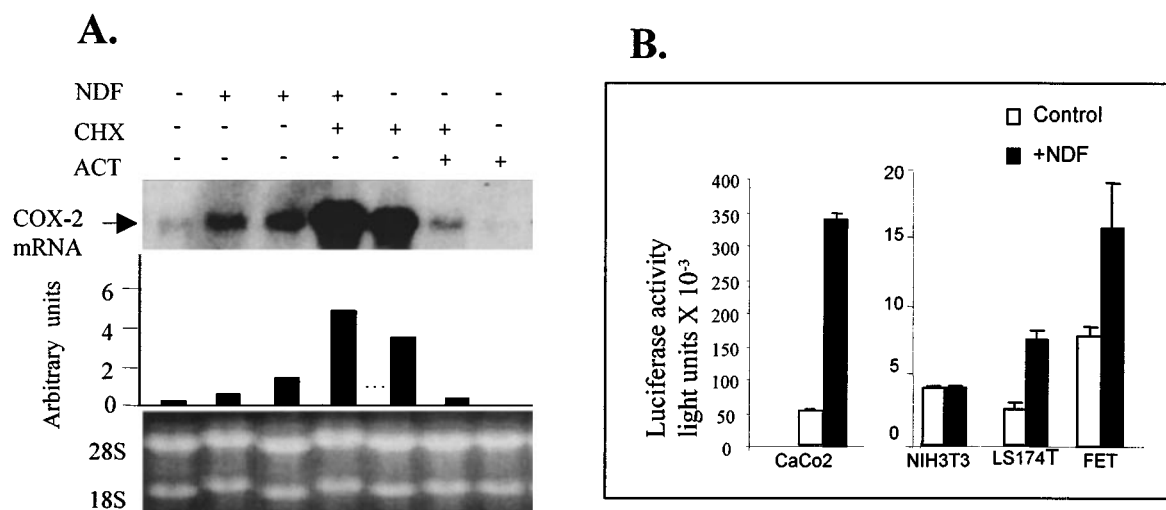 A.
NDF - + + + - - -
CHX - - - + + + -
ACT - - - - - + +
COX-2
mRNA
Arbitrary units
6
4
2
0
...
28S
18S
B.
Control
+NDF
Luciferase activity
light units X 10-3
400
350
300
250
200
150
100
50
0
CaCo2
20
15
10
5
0
NIH3T3
LS174T
FET